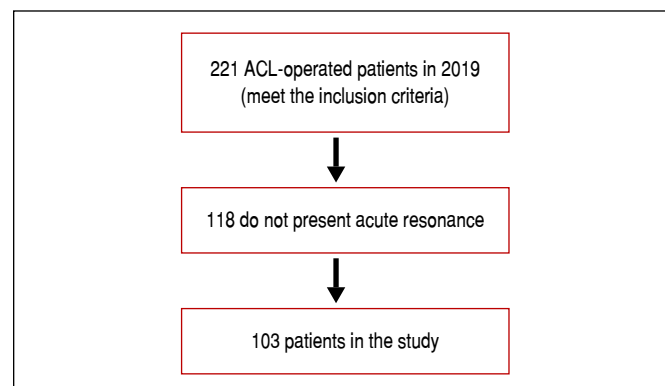 221 ACL-operated patients in 2019
(meet the inclusion criteria)
118 do not present acute resonance
103 patients in the study